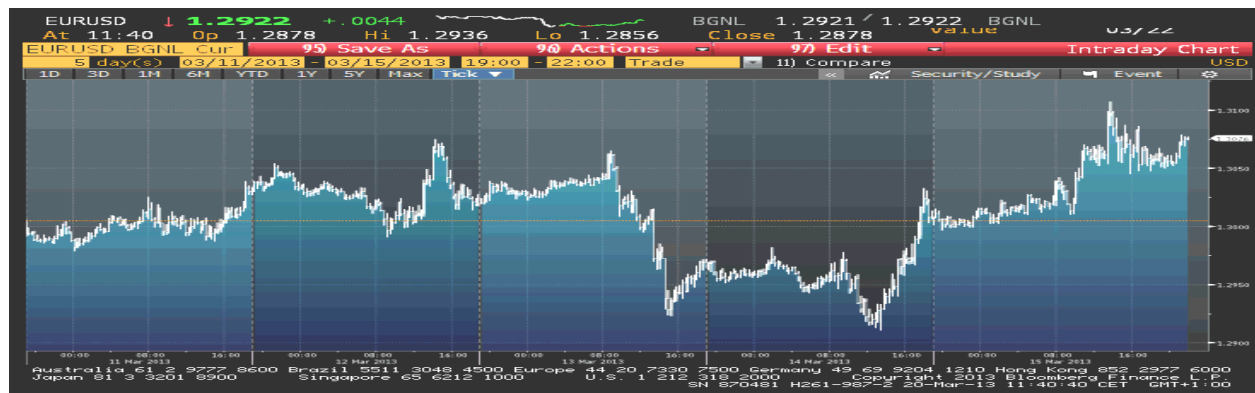 EURUSD ↓ 1.2922 +.0044 BGNL 1.2921 / 1.2922 BGNL
At 11:40 Op 1.2878 Hi 1.2936 Lo 1.2856 Close 1.2878 Value 03/22
EURUSD BGNL Cur 95) Save As 96) Actions 97) Edit Intraday Chart
5 day(s) 03/11/2013 - 03/15/2013 19:00 - 22:00 Trade 11) Compare USD
1D 3D 1M 6M YTD 1Y 5Y Max Tick ▼ « Security/Study Event
1.3100
1.3076
1.3050
1.3000
1.2950
1.2900
00:00 08:00 16:00 00:00 08:00 16:00 00:00 08:00 16:00 00:00 08:00 16:00 00:00 08:00 16:00
11 Mar 2013 12 Mar 2013 13 Mar 2013 14 Mar 2013 15 Mar 2013
Australia 61 2 9777 8600 Brazil 5511 3048 4500 Europe 44 20 7330 7500 Germany 49 69 9204 1210 Hong Kong 852 2977 6000
Japan 81 3 3201 8900 Singapore 65 6212 1000 U.S. 1 212 318 2000 Copyright 2013 Bloomberg Finance L.P.
SN 870481 H261-987-2 20-Mar-13 11:40:40 CET GMT+1:00